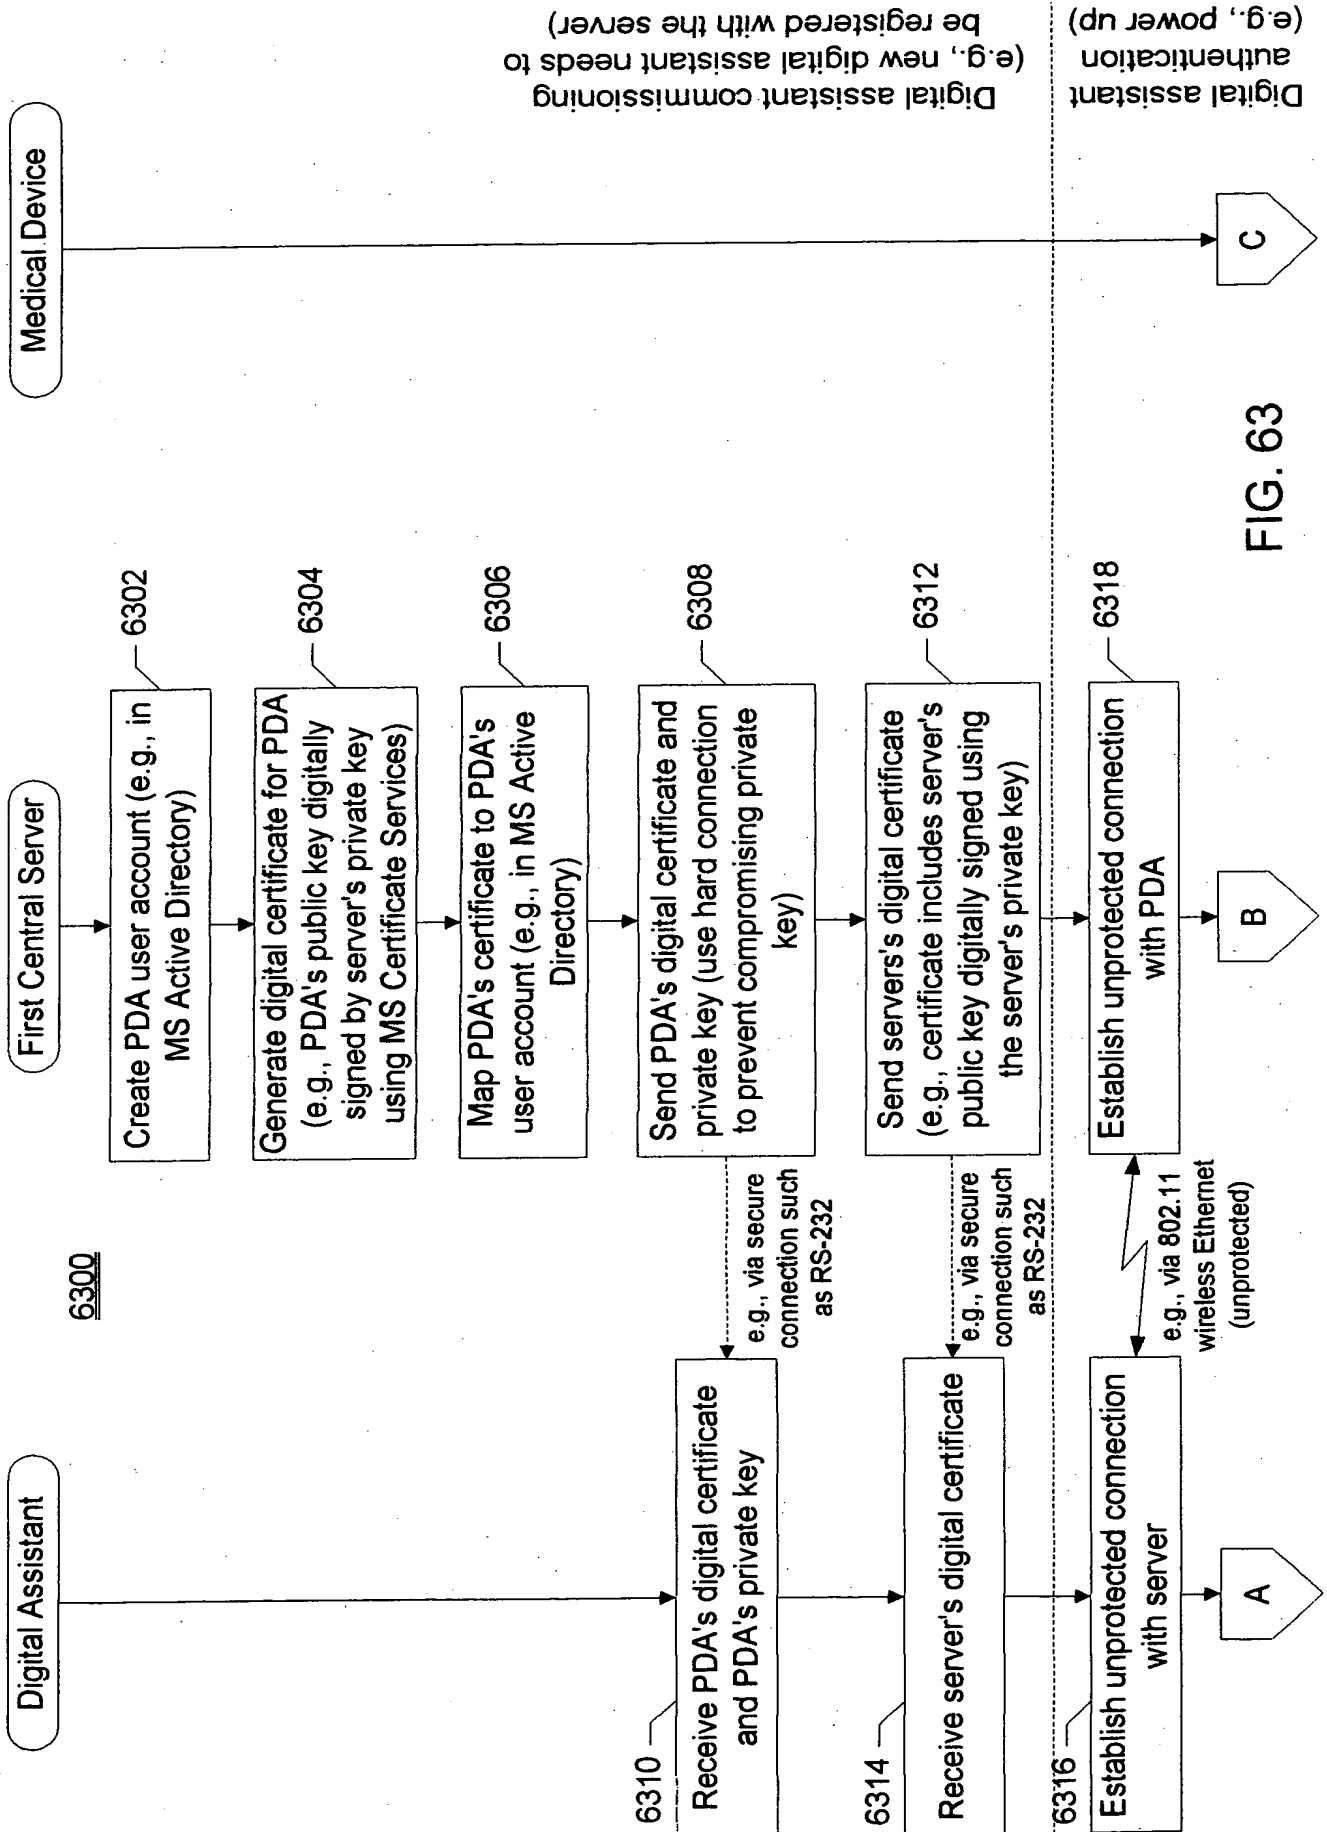 6300
Digital Assistant
First Central Server
Medical Device
Create PDA user account (e.g., in
MS Active Directory)
6302
Generate digital certificate for PDA
(e.g., PDA's public key digitally
signed by server's private key
using MS Certificate Services)
6304
Map PDA's certificate to PDA's
user account (e.g., in MS Active
Directory)
6306
6310
Receive PDA's digital certificate
and PDA's private key
e.g., via secure
connection such
as RS-232
Send PDA's digital certificate and
private key (use hard connection
to prevent compromising private
key)
6308
6314
Receive server's digital certificate
e.g., via secure
connection such
as RS-232
Send servers's digital certificate
(e.g., certificate includes server's
public key digitally signed using
the server's private key)
6312
Digital assistant commissioning
(e.g., new digital assistant needs to
be registered with the server)
6316
Establish unprotected connection
with server
e.g., via 802.11
wireless Ethernet
(unprotected)
Establish unprotected connection
with PDA
6318
Digital assistant
authentication
(e.g., power up)
A
B
C
FIG. 63